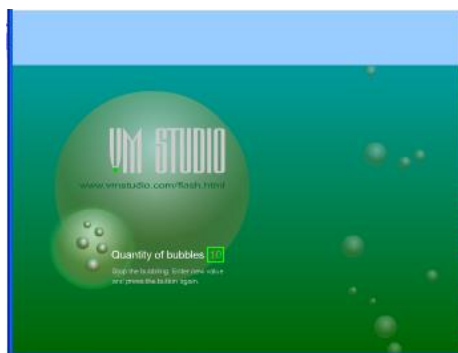 VM STUDIO
www.vmstudio.com/flash.html
Quantity of bubbles 10
Stop the bubbling. Enter new value
and press the button again.